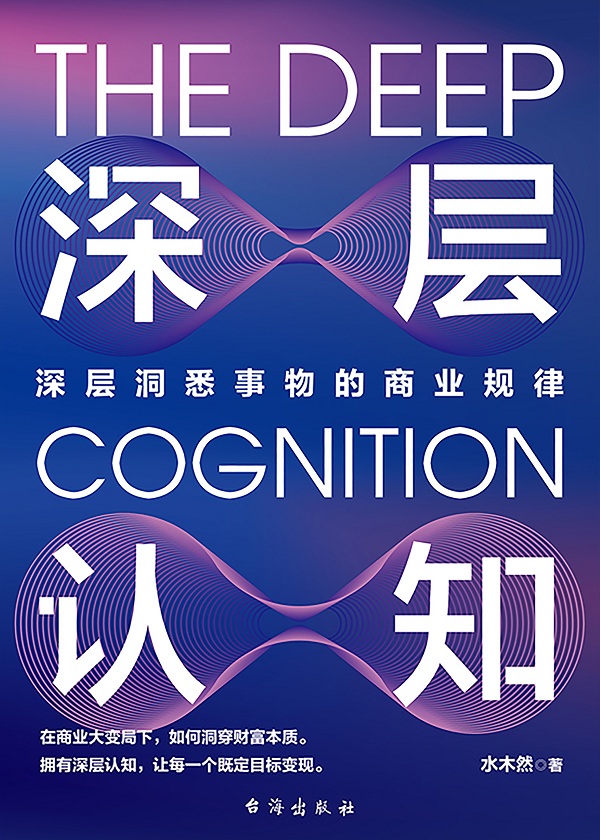 THE DEEP
深层
深层洞悉事物的商业规律
COGNITION
认知
在商业大变局下，如何洞穿财富本质。
拥有深层认知，让每一个既定目标变现。
水木然◎著
台海出版社